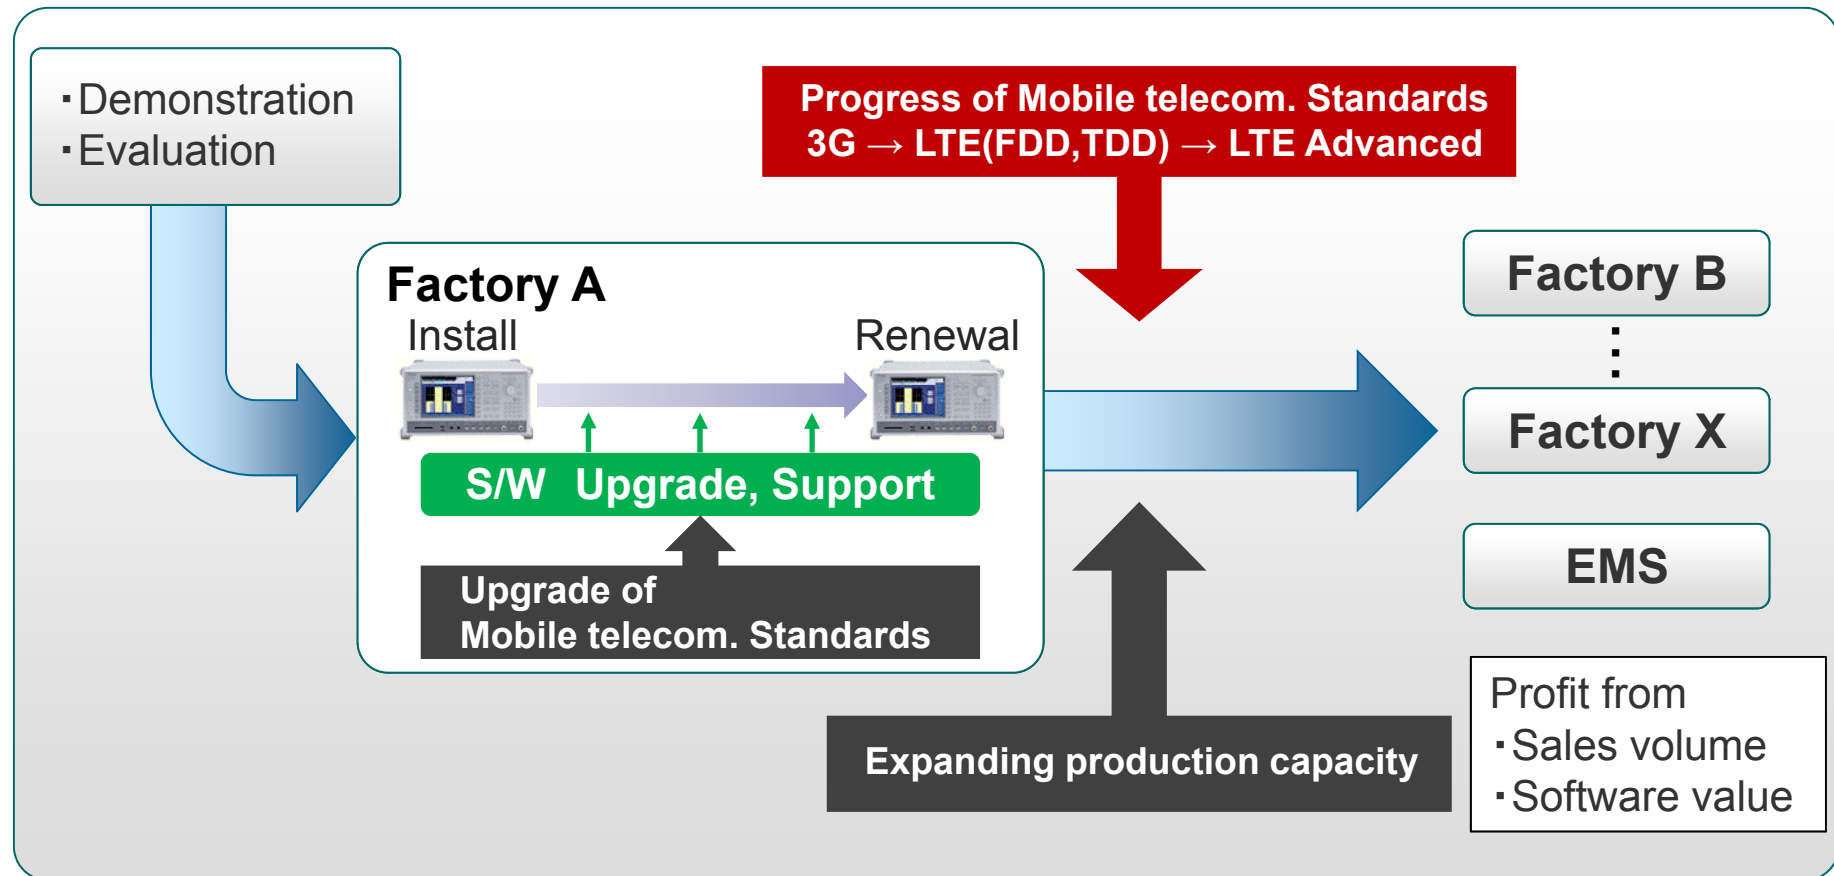 ・Demonstration
・Evaluation
Progress of Mobile telecom. Standards
3G → LTE(FDD,TDD) → LTE Advanced
Factory A
Install
Renewal
S/W Upgrade, Support
Upgrade of
Mobile telecom. Standards
Expanding production capacity
Factory B
Factory X
EMS
Profit from
・Sales volume
・Software value